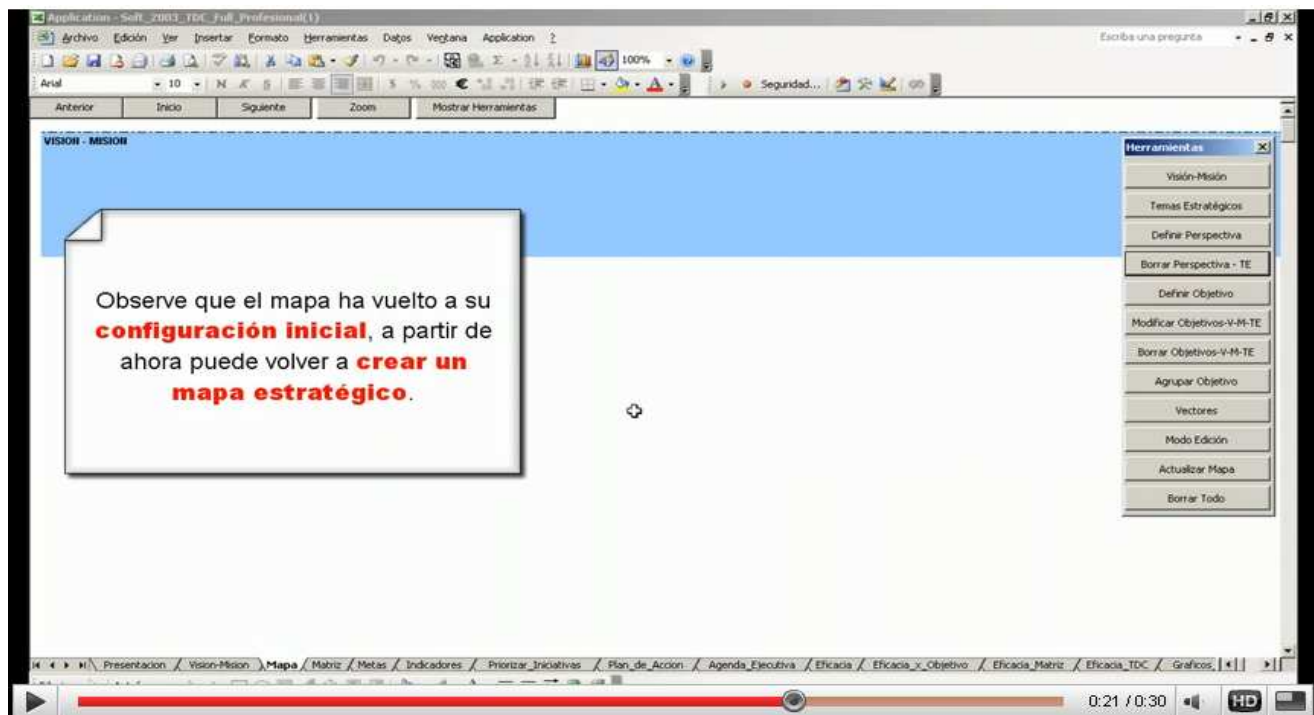 Application - Soft_2003_TDC_Full_Profesional(1)
Archivo Edición Ver Insertar Formato Herramientas Datos Ventana Application ?
Escriba una pregunta
100%
Arial 10 N K S
Seguridad...
Anterior Inicio Siguiente Zoom Mostrar Herramientas
VISION - MISION
Herramientas
Visión-Misión
Temas Estratégicos
Definir Perspectiva
Borrar Perspectiva - TE
Definir Objetivo
Modificar Objetivos-V-M-TE
Borrar Objetivos-V-M-TE
Agrupar Objetivo
Vectores
Modo Edición
Actualizar Mapa
Borrar Todo
Observe que el mapa ha vuelto a su
configuración inicial, a partir de
ahora puede volver a crear un
mapa estratégico.
Presentacion / Vision-Mision / Mapa / Matriz / Metas / Indicadores / Priorizar_Iniciativas / Plan_de_Accion / Agenda_Ejecutiva / Eficacia / Eficacia_x_Objetivo / Eficacia_Matriz / Eficacia_TDC / Graficos_
0:21 / 0:30 HD